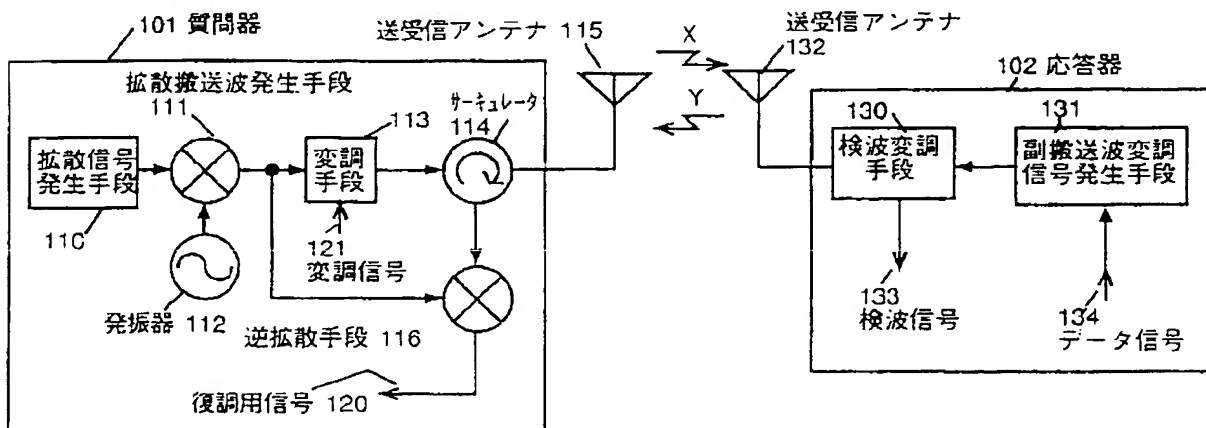 101 質問器
送受信アンテナ 115
X
Y
送受信アンテナ
132
102 応答器
拡散搬送波発生手段
111
拡散信号
発生手段
11C
113
変調
手段
サーキュレータ
114
121
変調信号
発振器 112
逆拡散手段 116
復調用信号 120
130
検波変調
手段
131
副搬送波変調
信号発生手段
133
検波信号
134
データ信号